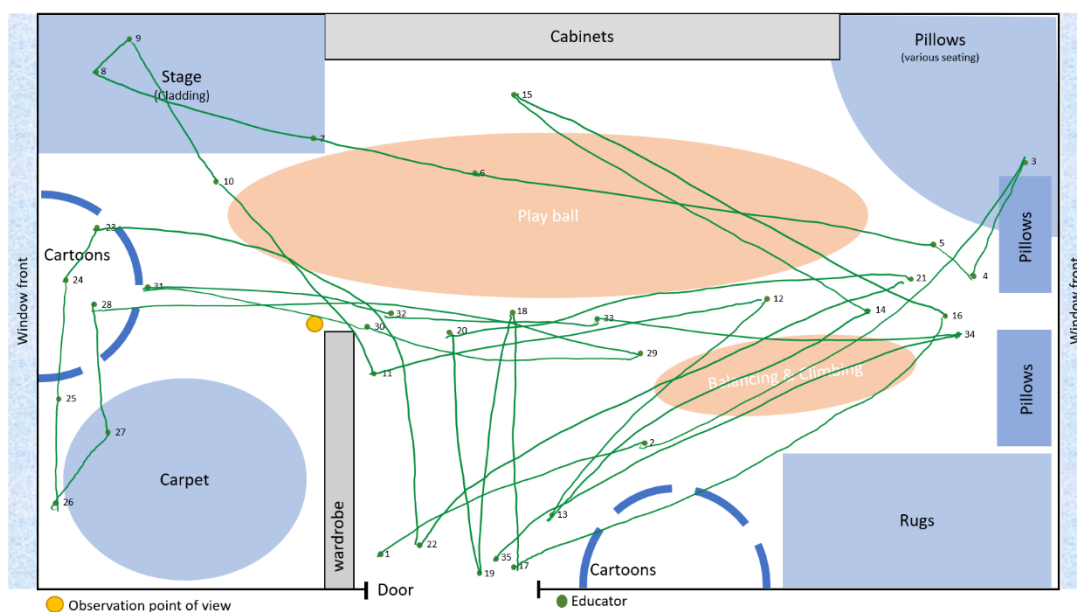 Cabinets
Pillows
(various seating)
Stage
(Cladding)
9
8
7
15
6
10
3
Play ball
5
4
Pillows
23
Cartoons
24
31
28
21
12
Window front
Window front
32
30
20
18
33
14
16
34
29
11
Balancing & Climbing
Pillows
25
27
2
Carpet
26
13
Rugs
wardrobe
22
1
35
17
19
Cartoons
Door
Observation point of view
Educator